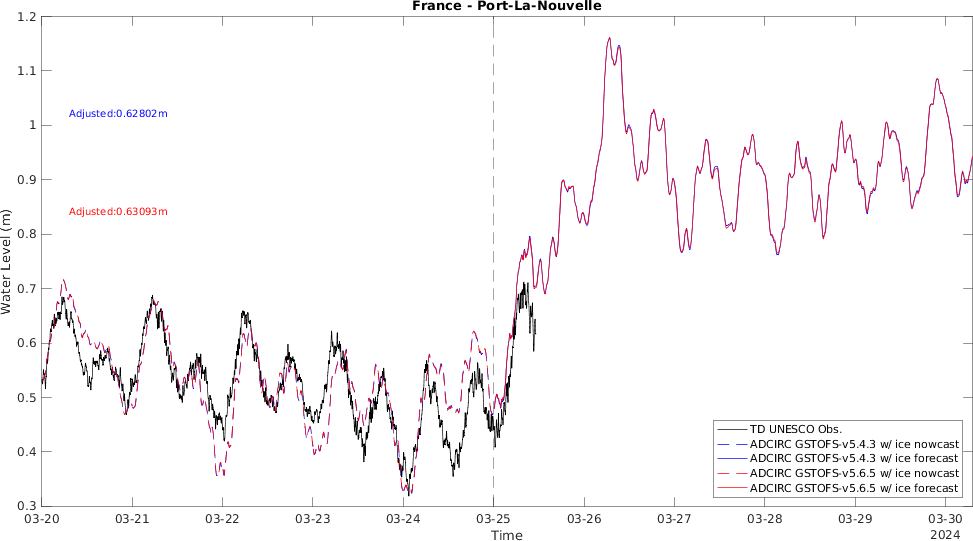 France - Port-La-Nouvelle
1.2
1.1
1
0.9
0.8
0.7
0.6
0.5
0.4
0.3
Water Level (m)
Adjusted:0.62802m
Adjusted:0.63093m
TD UNESCO Obs.
ADCIRC GSTOFS-v5.4.3 w/ ice nowcast
ADCIRC GSTOFS-v5.4.3 w/ ice forecast
ADCIRC GSTOFS-v5.6.5 w/ ice nowcast
ADCIRC GSTOFS-v5.6.5 w/ ice forecast
03-20 03-21 03-22 03-23 03-24 03-25 03-26 03-27 03-28 03-29 03-30
2024
Time